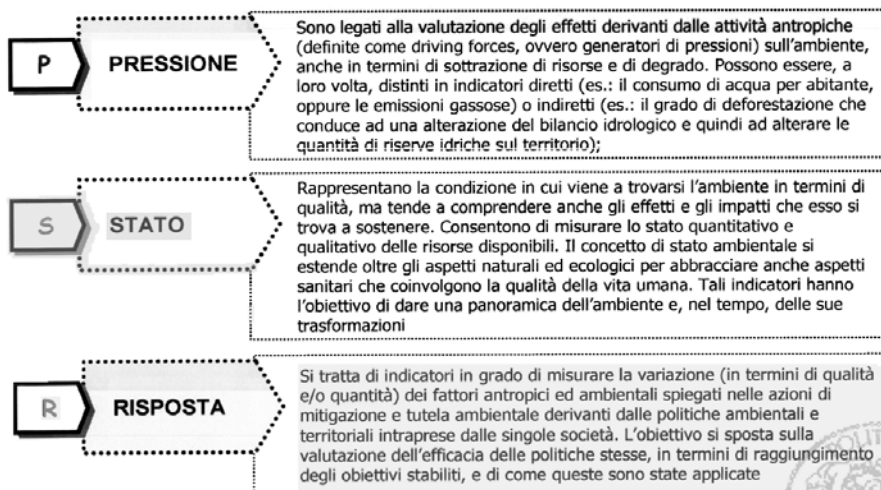 P
PRESSIONE
Sono legati alla valutazione degli effetti derivanti dalle attività antropiche
(definite come driving forces, ovvero generatori di pressioni) sull'ambiente,
anche in termini di sottrazione di risorse e di degrado. Possono essere, a
loro volta, distinti in indicatori diretti (es.: il consumo di acqua per abitante,
oppure le emissioni gassose) o indiretti (es.: il grado di deforestazione che
conduce ad una alterazione del bilancio idrologico e quindi ad alterare le
quantità di riserve idriche sul territorio);
S
STATO
Rappresentano la condizione in cui viene a trovarsi l'ambiente in termini di
qualità, ma tende a comprendere anche gli effetti e gli impatti che esso si
trova a sostenere. Consentono di misurare lo stato quantitativo e
qualitativo delle risorse disponibili. Il concetto di stato ambientale si
estende oltre gli aspetti naturali ed ecologici per abbracciare anche aspetti
sanitari che coinvolgono la qualità della vita umana. Tali indicatori hanno
l'obiettivo di dare una panoramica dell'ambiente e, nel tempo, delle sue
trasformazioni
R
RISPOSTA
Si tratta di indicatori in grado di misurare la variazione (in termini di qualità
e/o quantità) dei fattori antropici ed ambientali spiegati nelle azioni di
mitigazione e tutela ambientale derivanti dalle politiche ambientali e
territoriali intraprese dalle singole società. L'obiettivo si sposta sulla
valutazione dell'efficacia delle politiche stesse, in termini di raggiungimento
degli obiettivi stabiliti, e di come queste sono state applicate